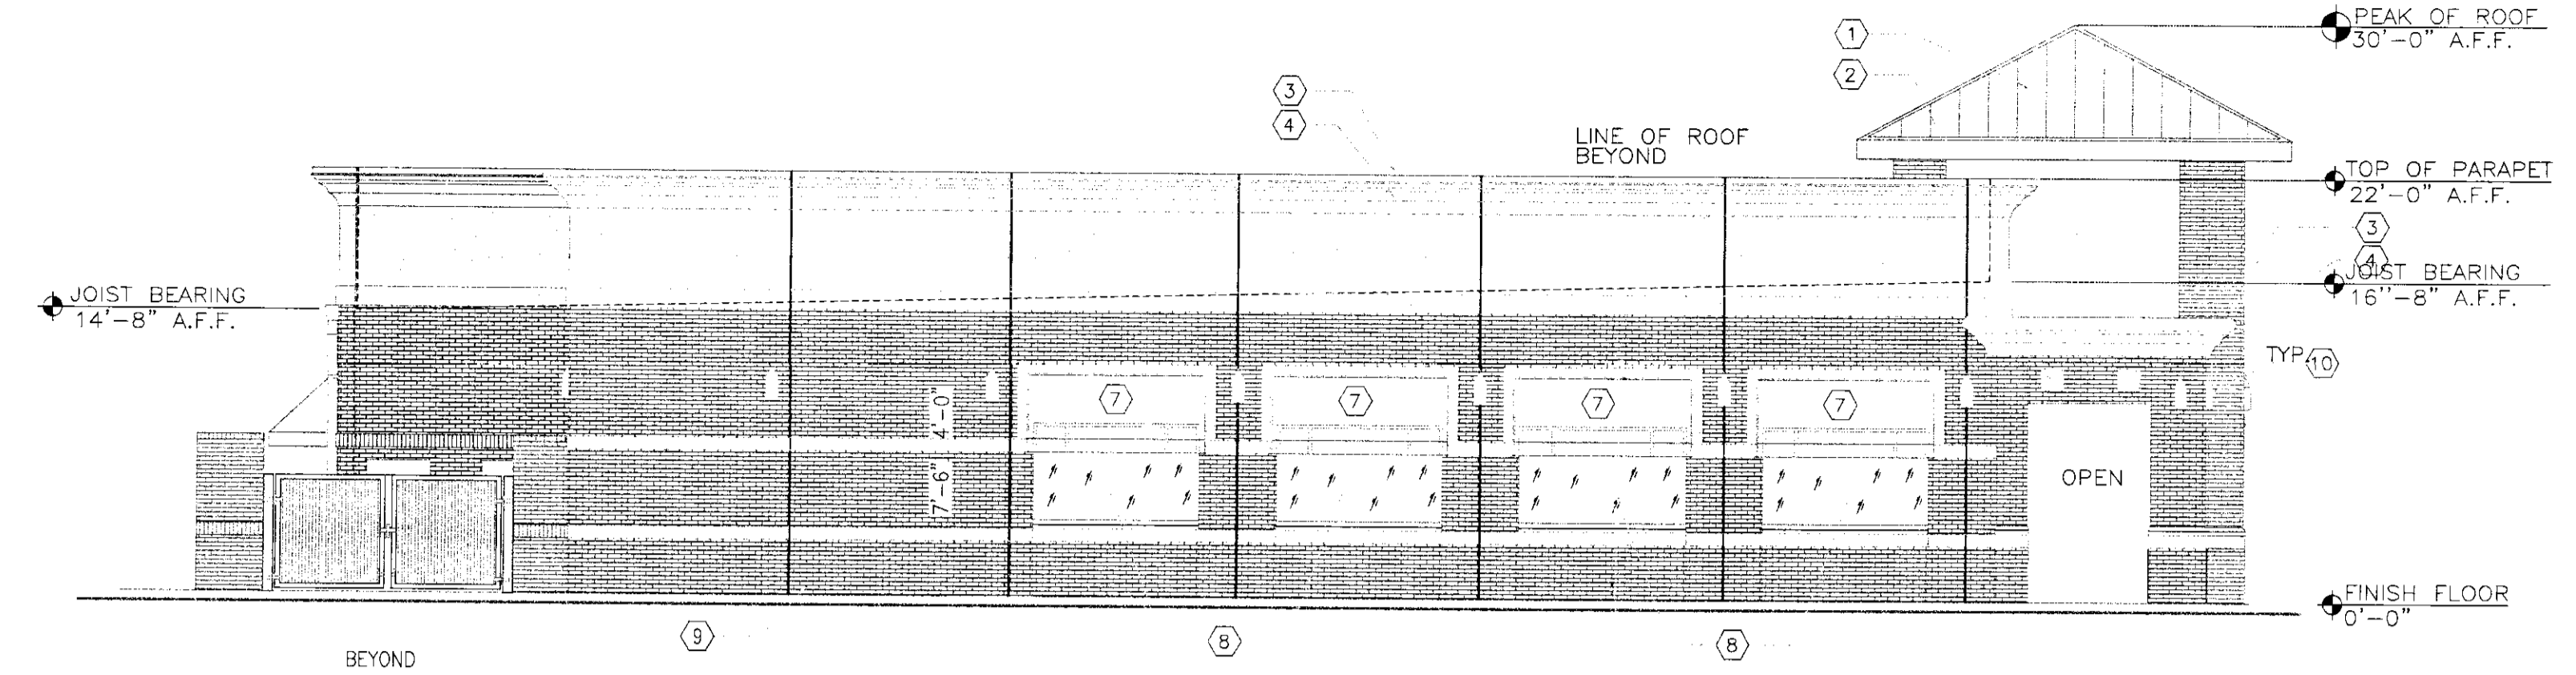 PEAK OF ROOF
30'-0" A.F.F.
1
2
3
4
LINE OF ROOF
BEYOND
TOP OF PARAPET
22'-0" A.F.F.
3
4
JOIST BEARING
16''-8" A.F.F.
JOIST BEARING
14'-8" A.F.F.
TYP.
10
4'-0"
7
7
7
7
7'-6"
OPEN
FINISH FLOOR
0'-0"
9
8
8
BEYOND